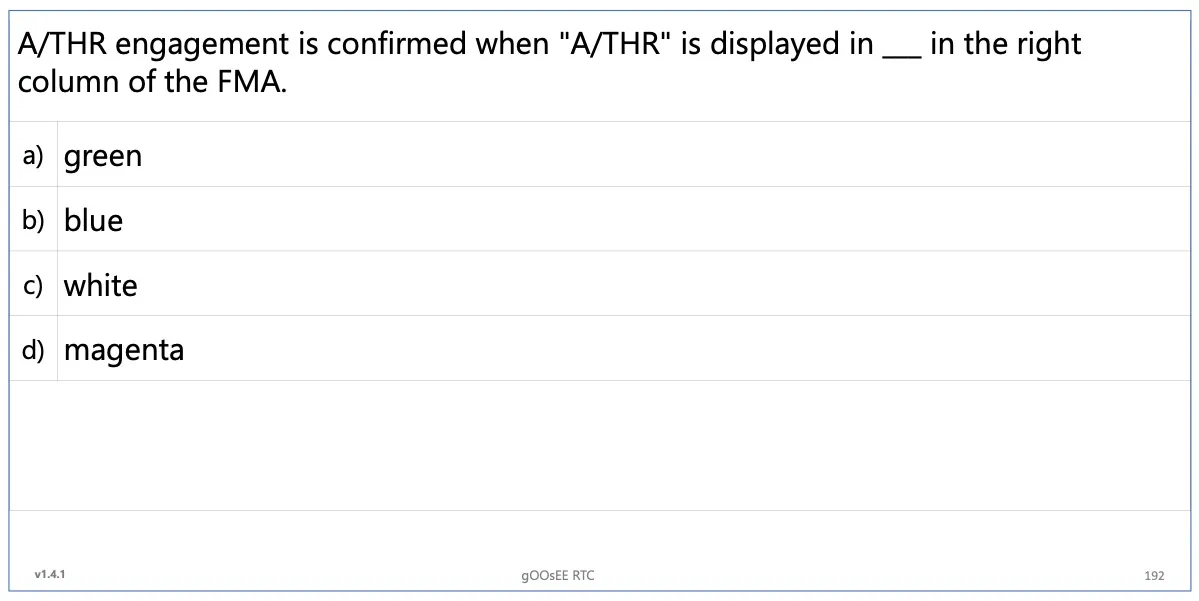 A/THR engagement is confirmed when "A/THR" is displayed in ___ in the right
column of the FMA.
a) green
b) blue
c) white
d) magenta
v1.4.1 gOOsEE RTC 192